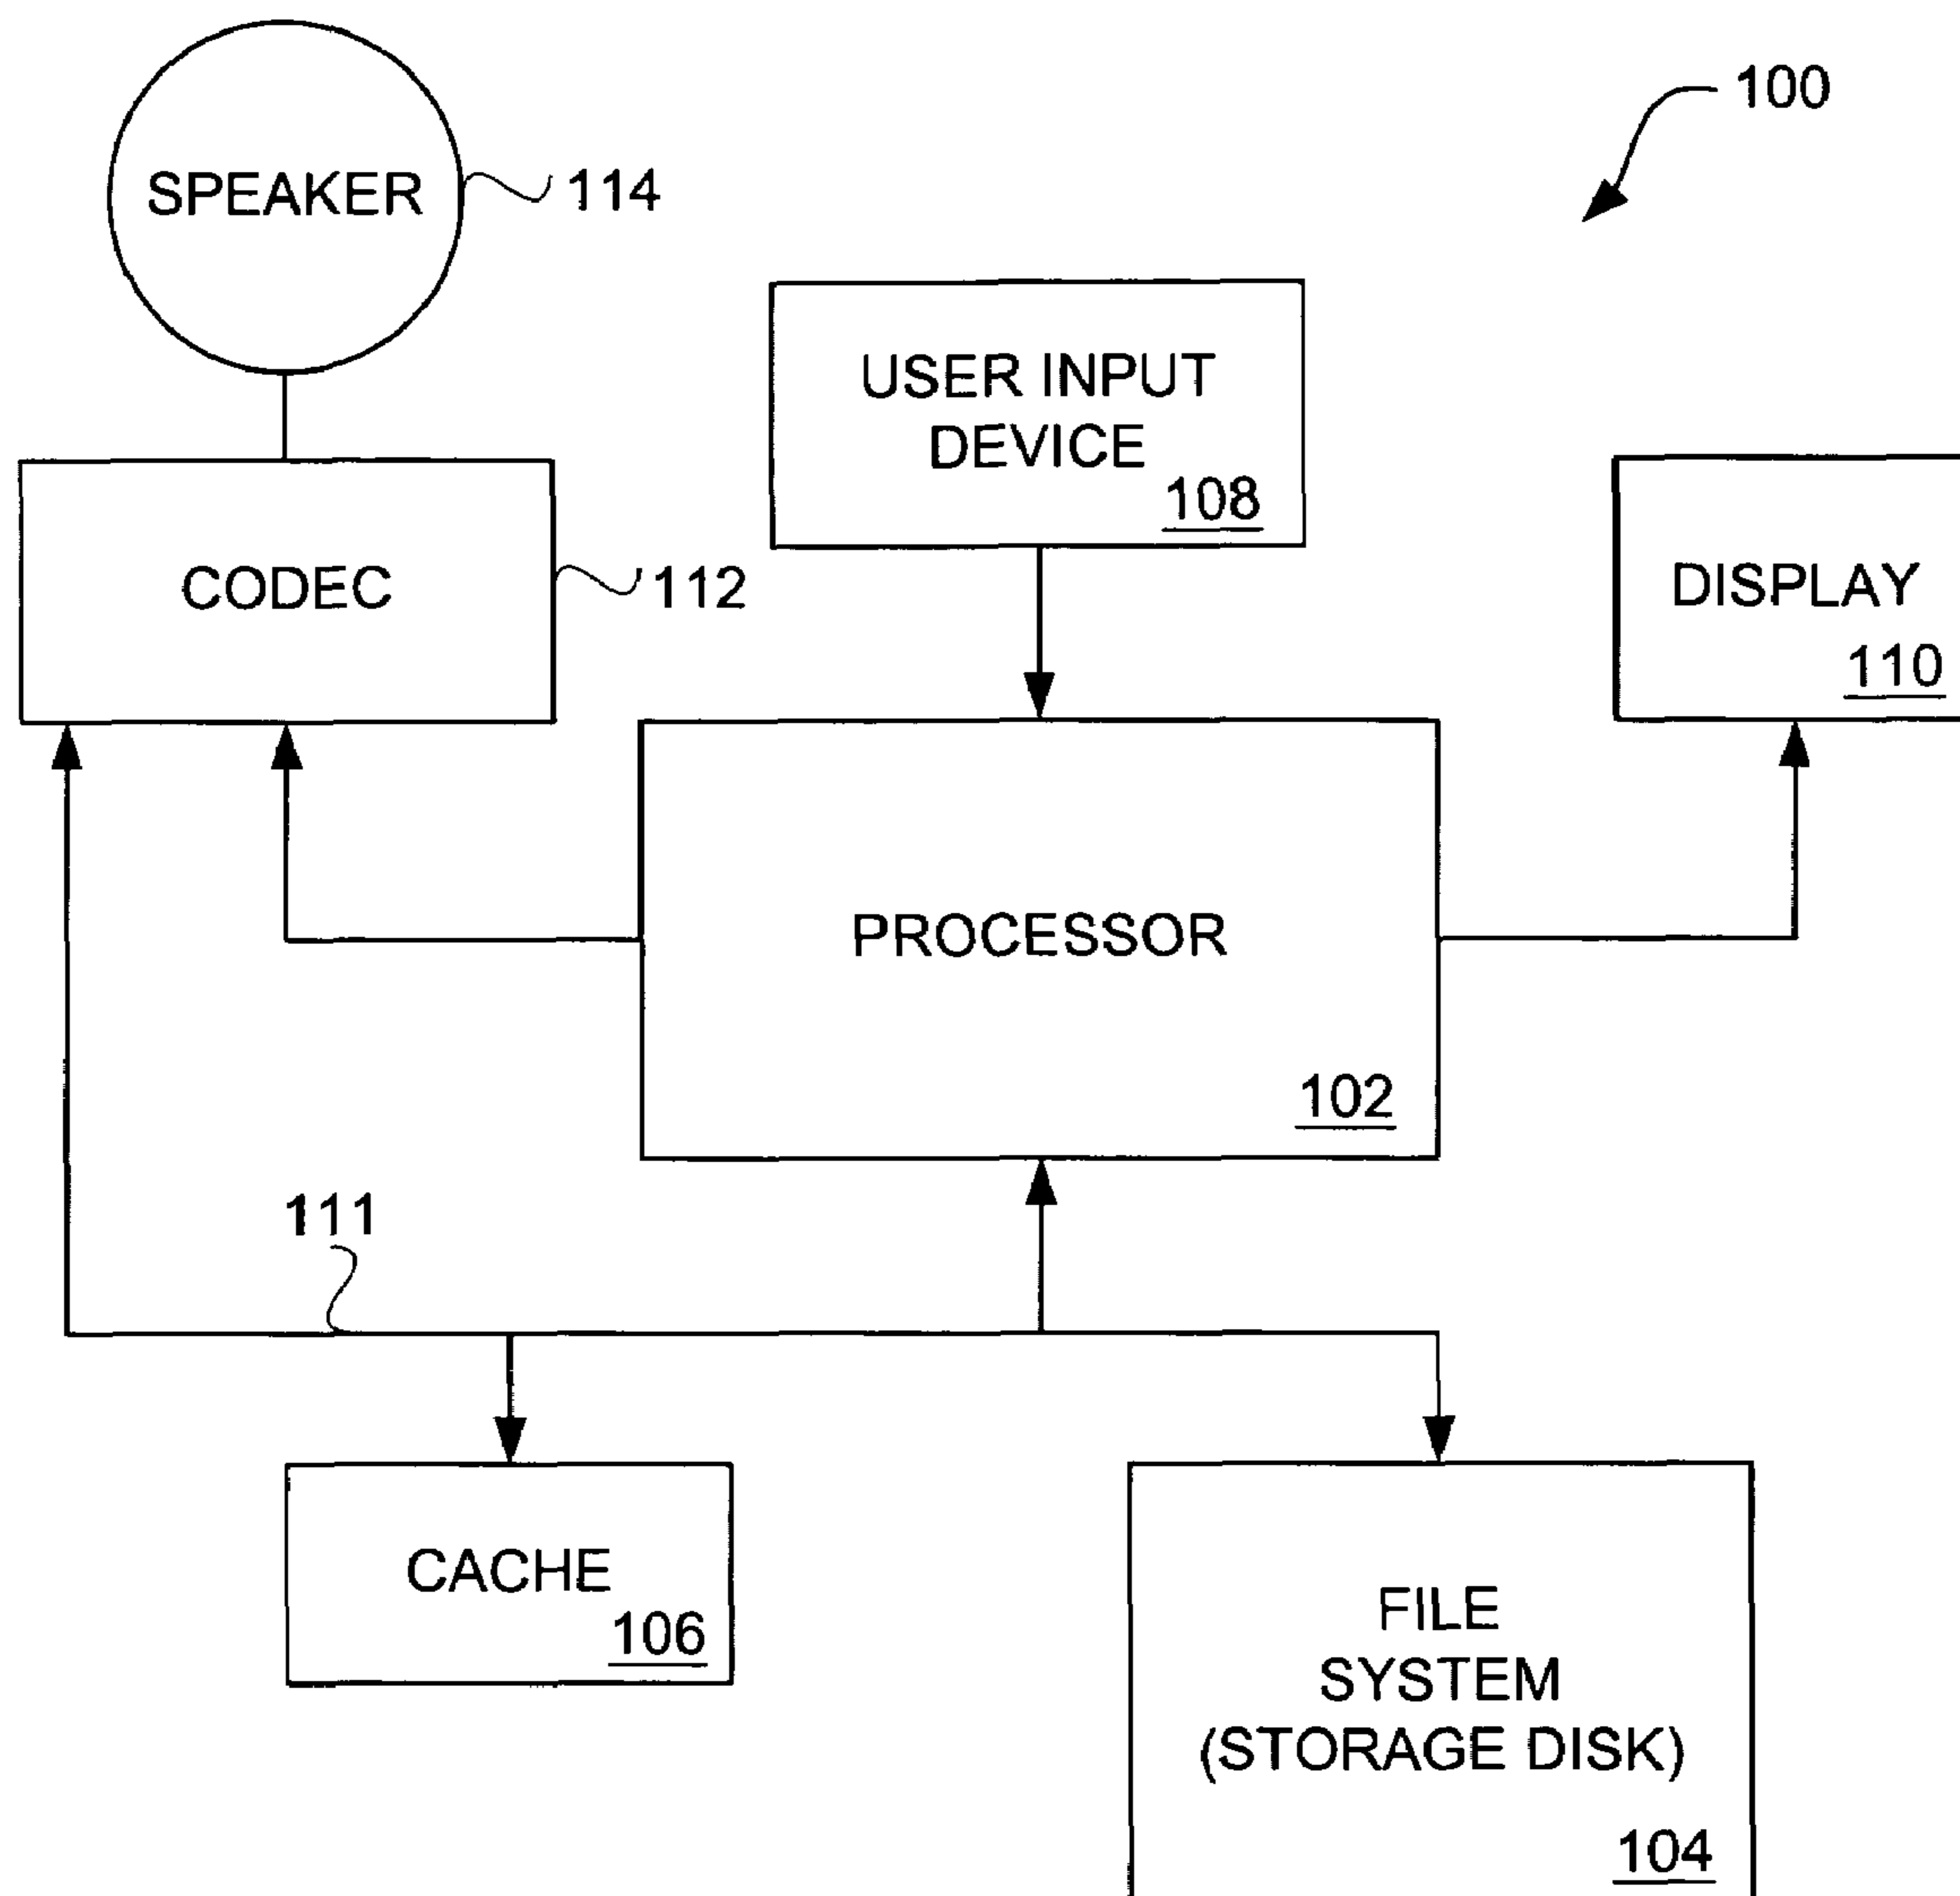 100
SPEAKER
114
USER INPUT
DEVICE
108
CODEC
112
DISPLAY
110
PROCESSOR
102
111
CACHE
106
FILE
SYSTEM
(STORAGE DISK)
104